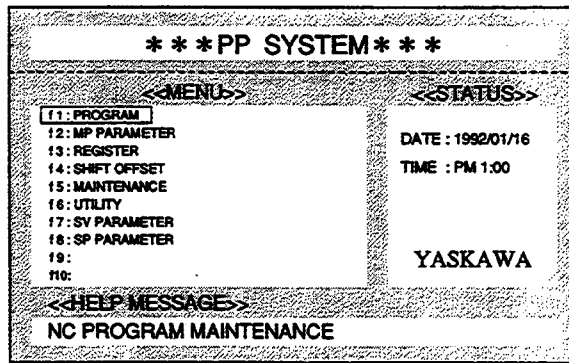 ***PP SYSTEM***
<<MENU>>
f1:PROGRAM
f2:MP PARAMETER
f3:REGISTER
f4:SHIFT OFFSET
f5:MAINTENANCE
f6:UTILITY
f7:SV PARAMETER
f8:SP PARAMETER
f9:
f10:
<<STATUS>>
DATE : 1992/01/16
TIME : PM 1:00
YASKAWA
<<HELP MESSAGE>>
NC PROGRAM MAINTENANCE